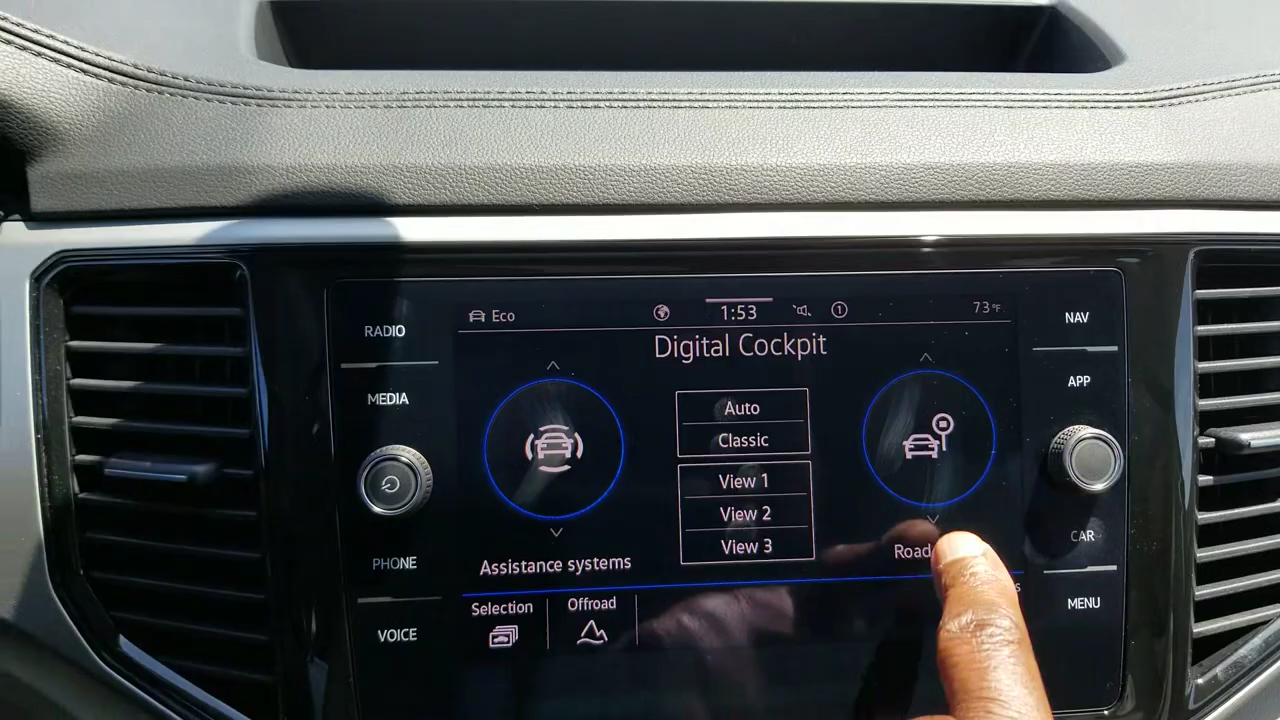 RADIO
MEDIA
PHONE
VOICE
Eco
1:53
1
73°F
Digital Cockpit
Auto
Classic
View 1
View 2
View 3
Assistance systems
Selection
Offroad
NAV
APP
CAR
MENU